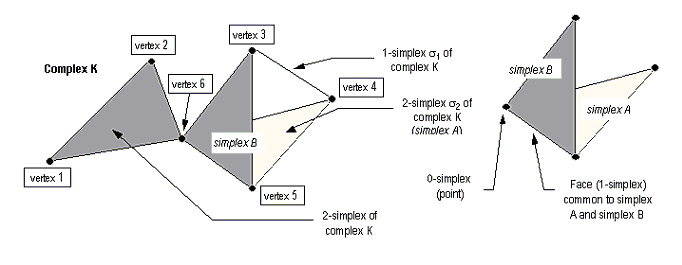 Complex K
vertex 2
vertex 3
vertex 6
vertex 4
vertex 1
vertex 5
simplex B
1-simplex σ1 of
complex K
2-simplex σ2 of
complex K
(simplex A)
2-simplex of
complex K
simplex B
simplex A
0-simplex
(point)
Face (1-simplex)
common to simplex
A and simplex B